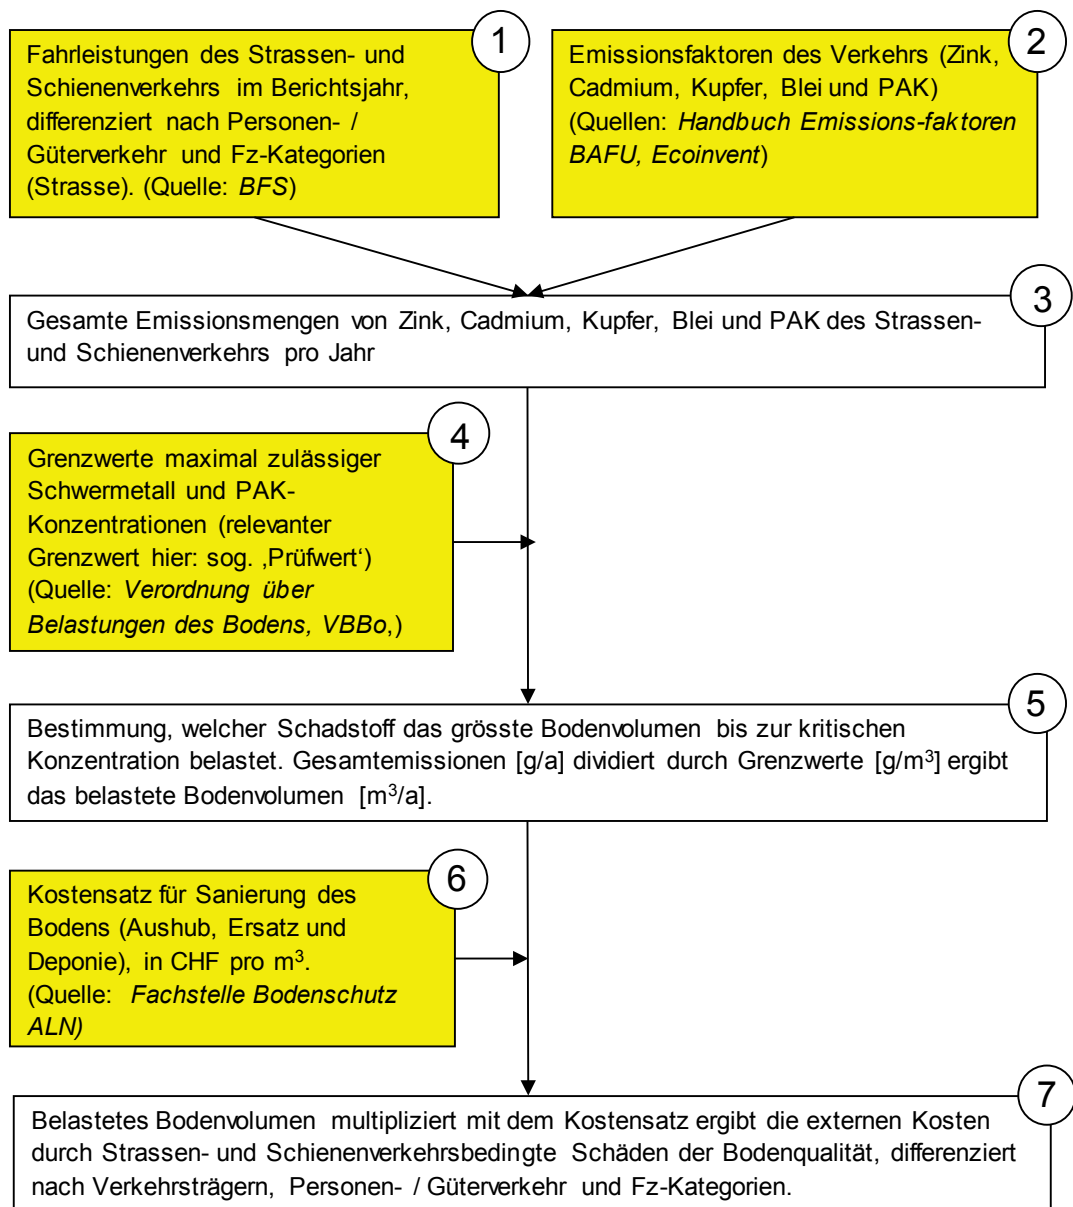 1
Fahrleistungen des Strassen- und
Schienenverkehrs im Berichtsjahr,
differenziert nach Personen- /
Güterverkehr und Fz-Kategorien
(Strasse). (Quelle: BFS)
2
Emissionsfaktoren des Verkehrs (Zink,
Cadmium, Kupfer, Blei und PAK)
(Quellen: Handbuch Emissions-faktoren
BAFU, Ecoinvent)
3
Gesamte Emissionsmengen von Zink, Cadmium, Kupfer, Blei und PAK des Strassen-
und Schienenverkehrs pro Jahr
4
Grenzwerte maximal zulässiger
Schwermetall und PAK-
Konzentrationen (relevanter
Grenzwert hier: sog. ‚Prüfwert‘)
(Quelle: Verordnung über
Belastungen des Bodens, VBBo,)
5
Bestimmung, welcher Schadstoff das grösste Bodenvolumen bis zur kritischen
Konzentration belastet. Gesamtemissionen [g/a] dividiert durch Grenzwerte [g/m³] ergibt
das belastete Bodenvolumen [m³/a].
6
Kostensatz für Sanierung des
Bodens (Aushub, Ersatz und
Deponie), in CHF pro m³.
(Quelle: Fachstelle Bodenschutz
ALN)
7
Belastetes Bodenvolumen multipliziert mit dem Kostensatz ergibt die externen Kosten
durch Strassen- und Schienenverkehrsbedingte Schäden der Bodenqualität, differenziert
nach Verkehrsträgern, Personen- / Güterverkehr und Fz-Kategorien.